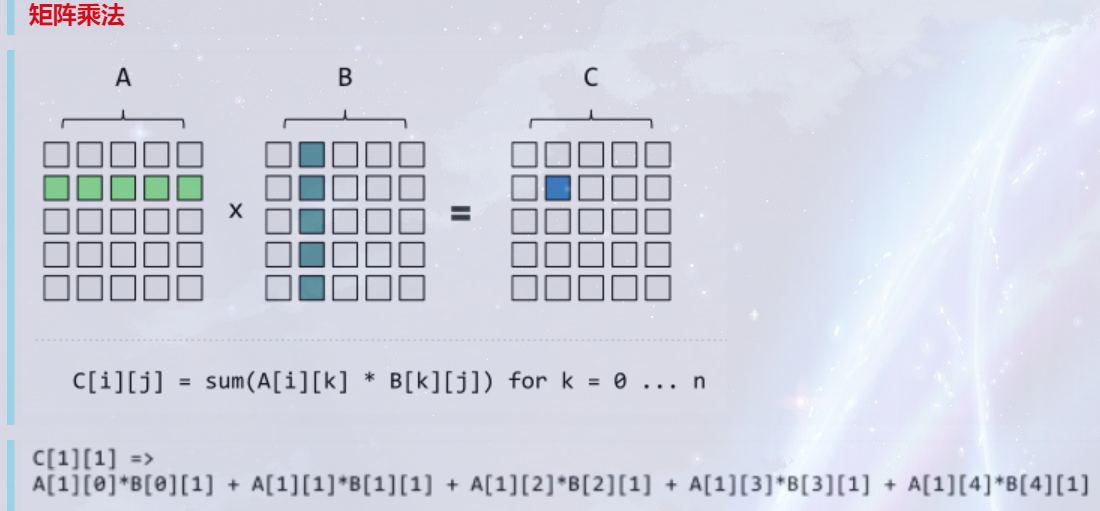 矩阵乘法
A B C
x =
C[i][j] = sum(A[i][k] * B[k][j]) for k = 0 ... n
C[1][1] =>
A[1][0]*B[0][1] + A[1][1]*B[1][1] + A[1][2]*B[2][1] + A[1][3]*B[3][1] + A[1][4]*B[4][1]